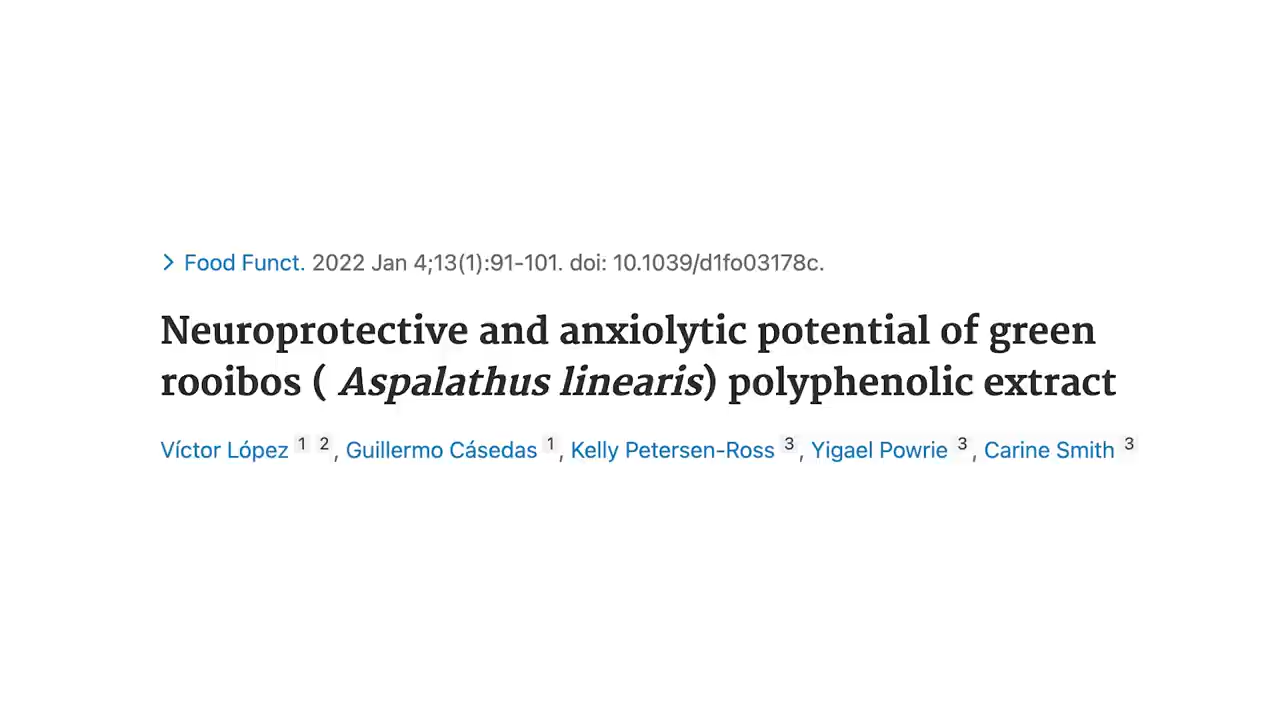 > Food Funct. 2022 Jan 4;13(1):91-101. doi: 10.1039/d1fo03178c.
Neuroprotective and anxiolytic potential of green
rooibos ( Aspalathus linearis) polyphenolic extract
Víctor López 1 2, Guillermo Cásedas 1, Kelly Petersen-Ross 3, Yigael Powrie 3, Carine Smith 3